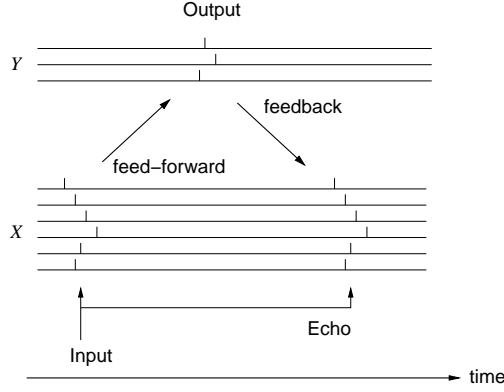 Output
Y
feedback
feed–forward
X
Echo
Input
time